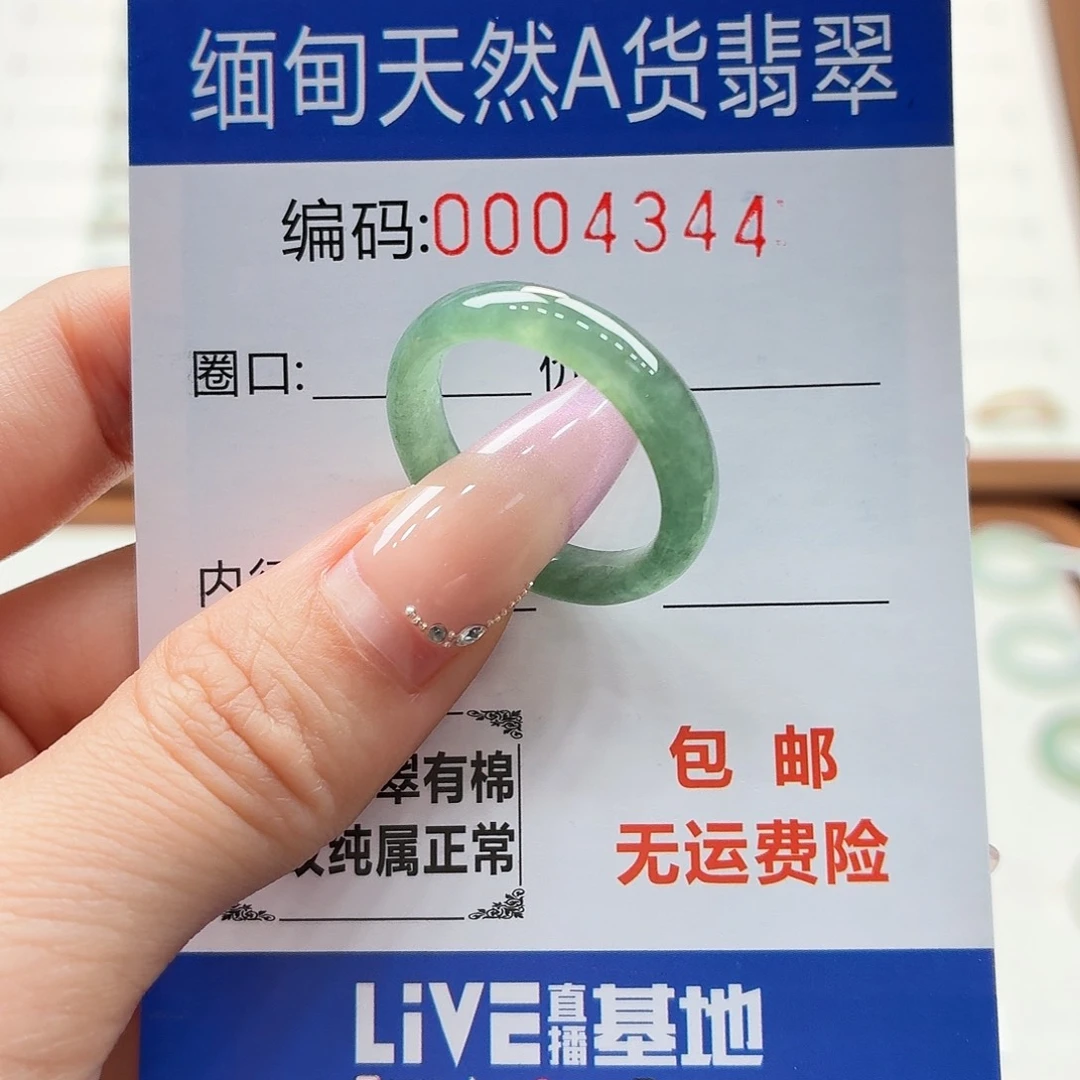 缅甸天然A货翡翠
编码:0004344
圈口:
内
翠有棉
纯属正常
包 邮
无运费险
LiVE直播基地